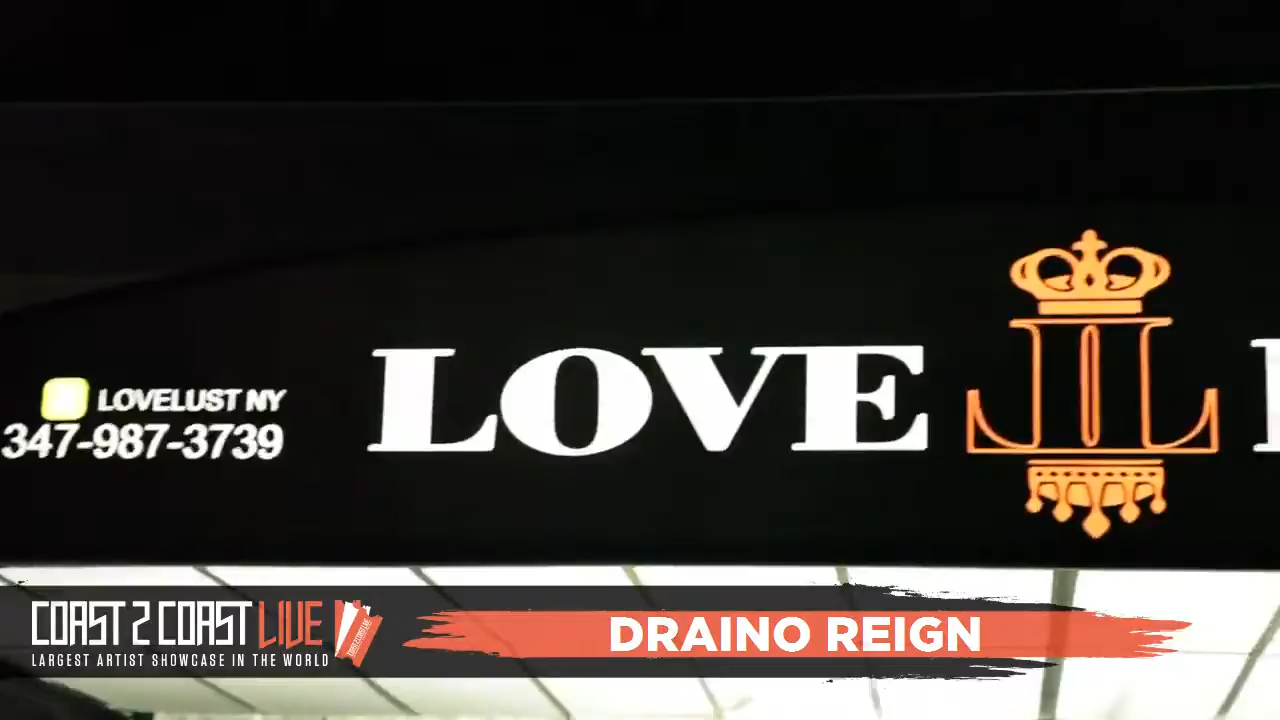 LOVELUST NY
347-987-3739
LOVE
COAST 2 COAST LIVE
LARGEST ARTIST SHOWCASE IN THE WORLD
DRAINO REIGN